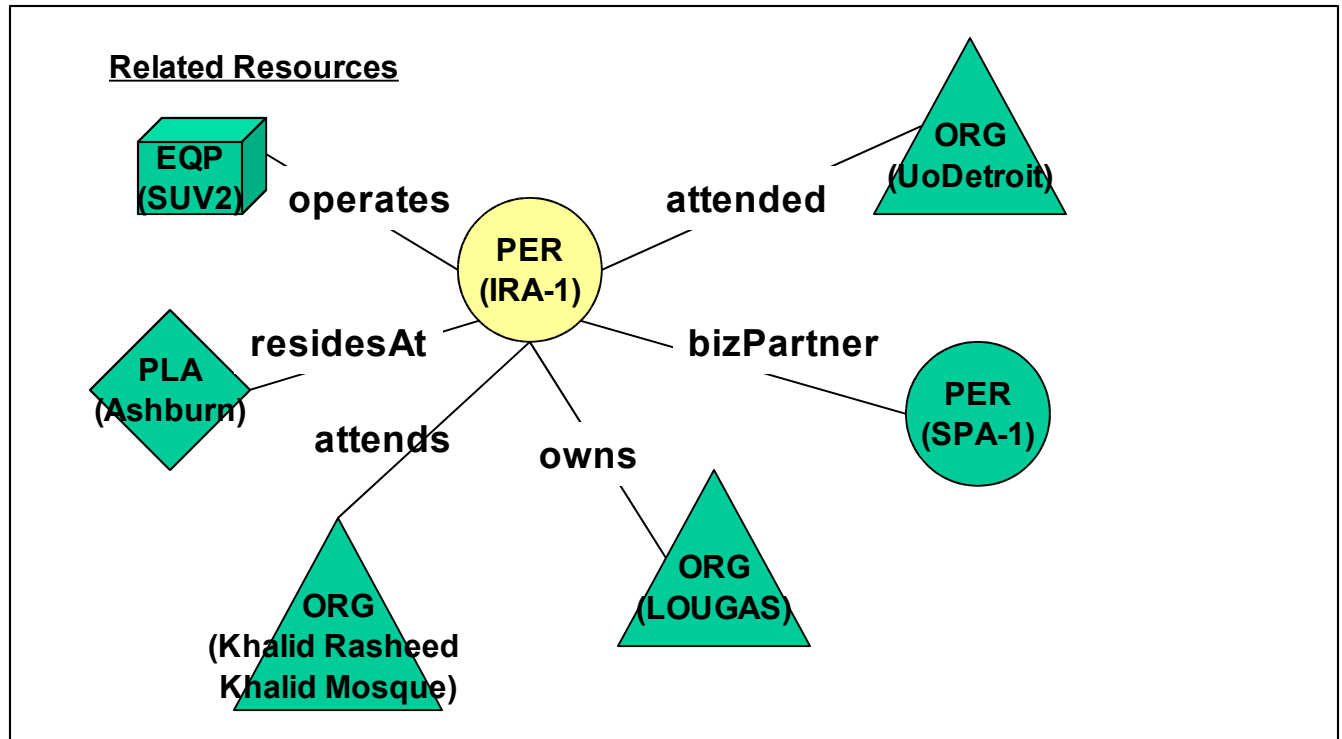 Related Resources
EQP
(SUV2)
operates
attended
ORG
(UoDetroit)
PER
(IRA-1)
residesAt
bizPartner
PLA
(Ashburn)
PER
(SPA-1)
attends
owns
ORG
(LOUGAS)
ORG
(Khalid Rasheed
Khalid Mosque)